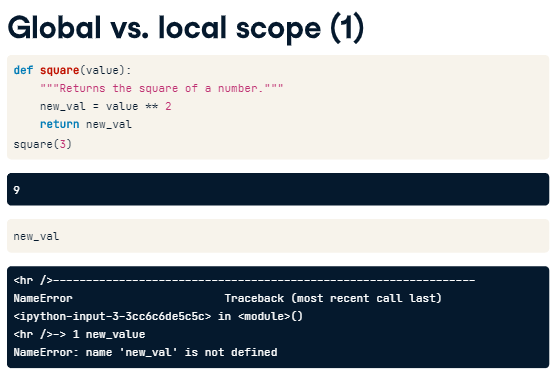 Global vs. local scope (1)
def square(value):
    """Returns the square of a number."""
    new_val = value ** 2
    return new_val
square(3)
9
new_val
<hr />----------------------------------------------------------------
NameError                       Traceback (most recent call last)
<ipython-input-3-3cc6c6de5c5c> in <module>()
<hr />-> 1 new_value
NameError: name 'new_val' is not defined